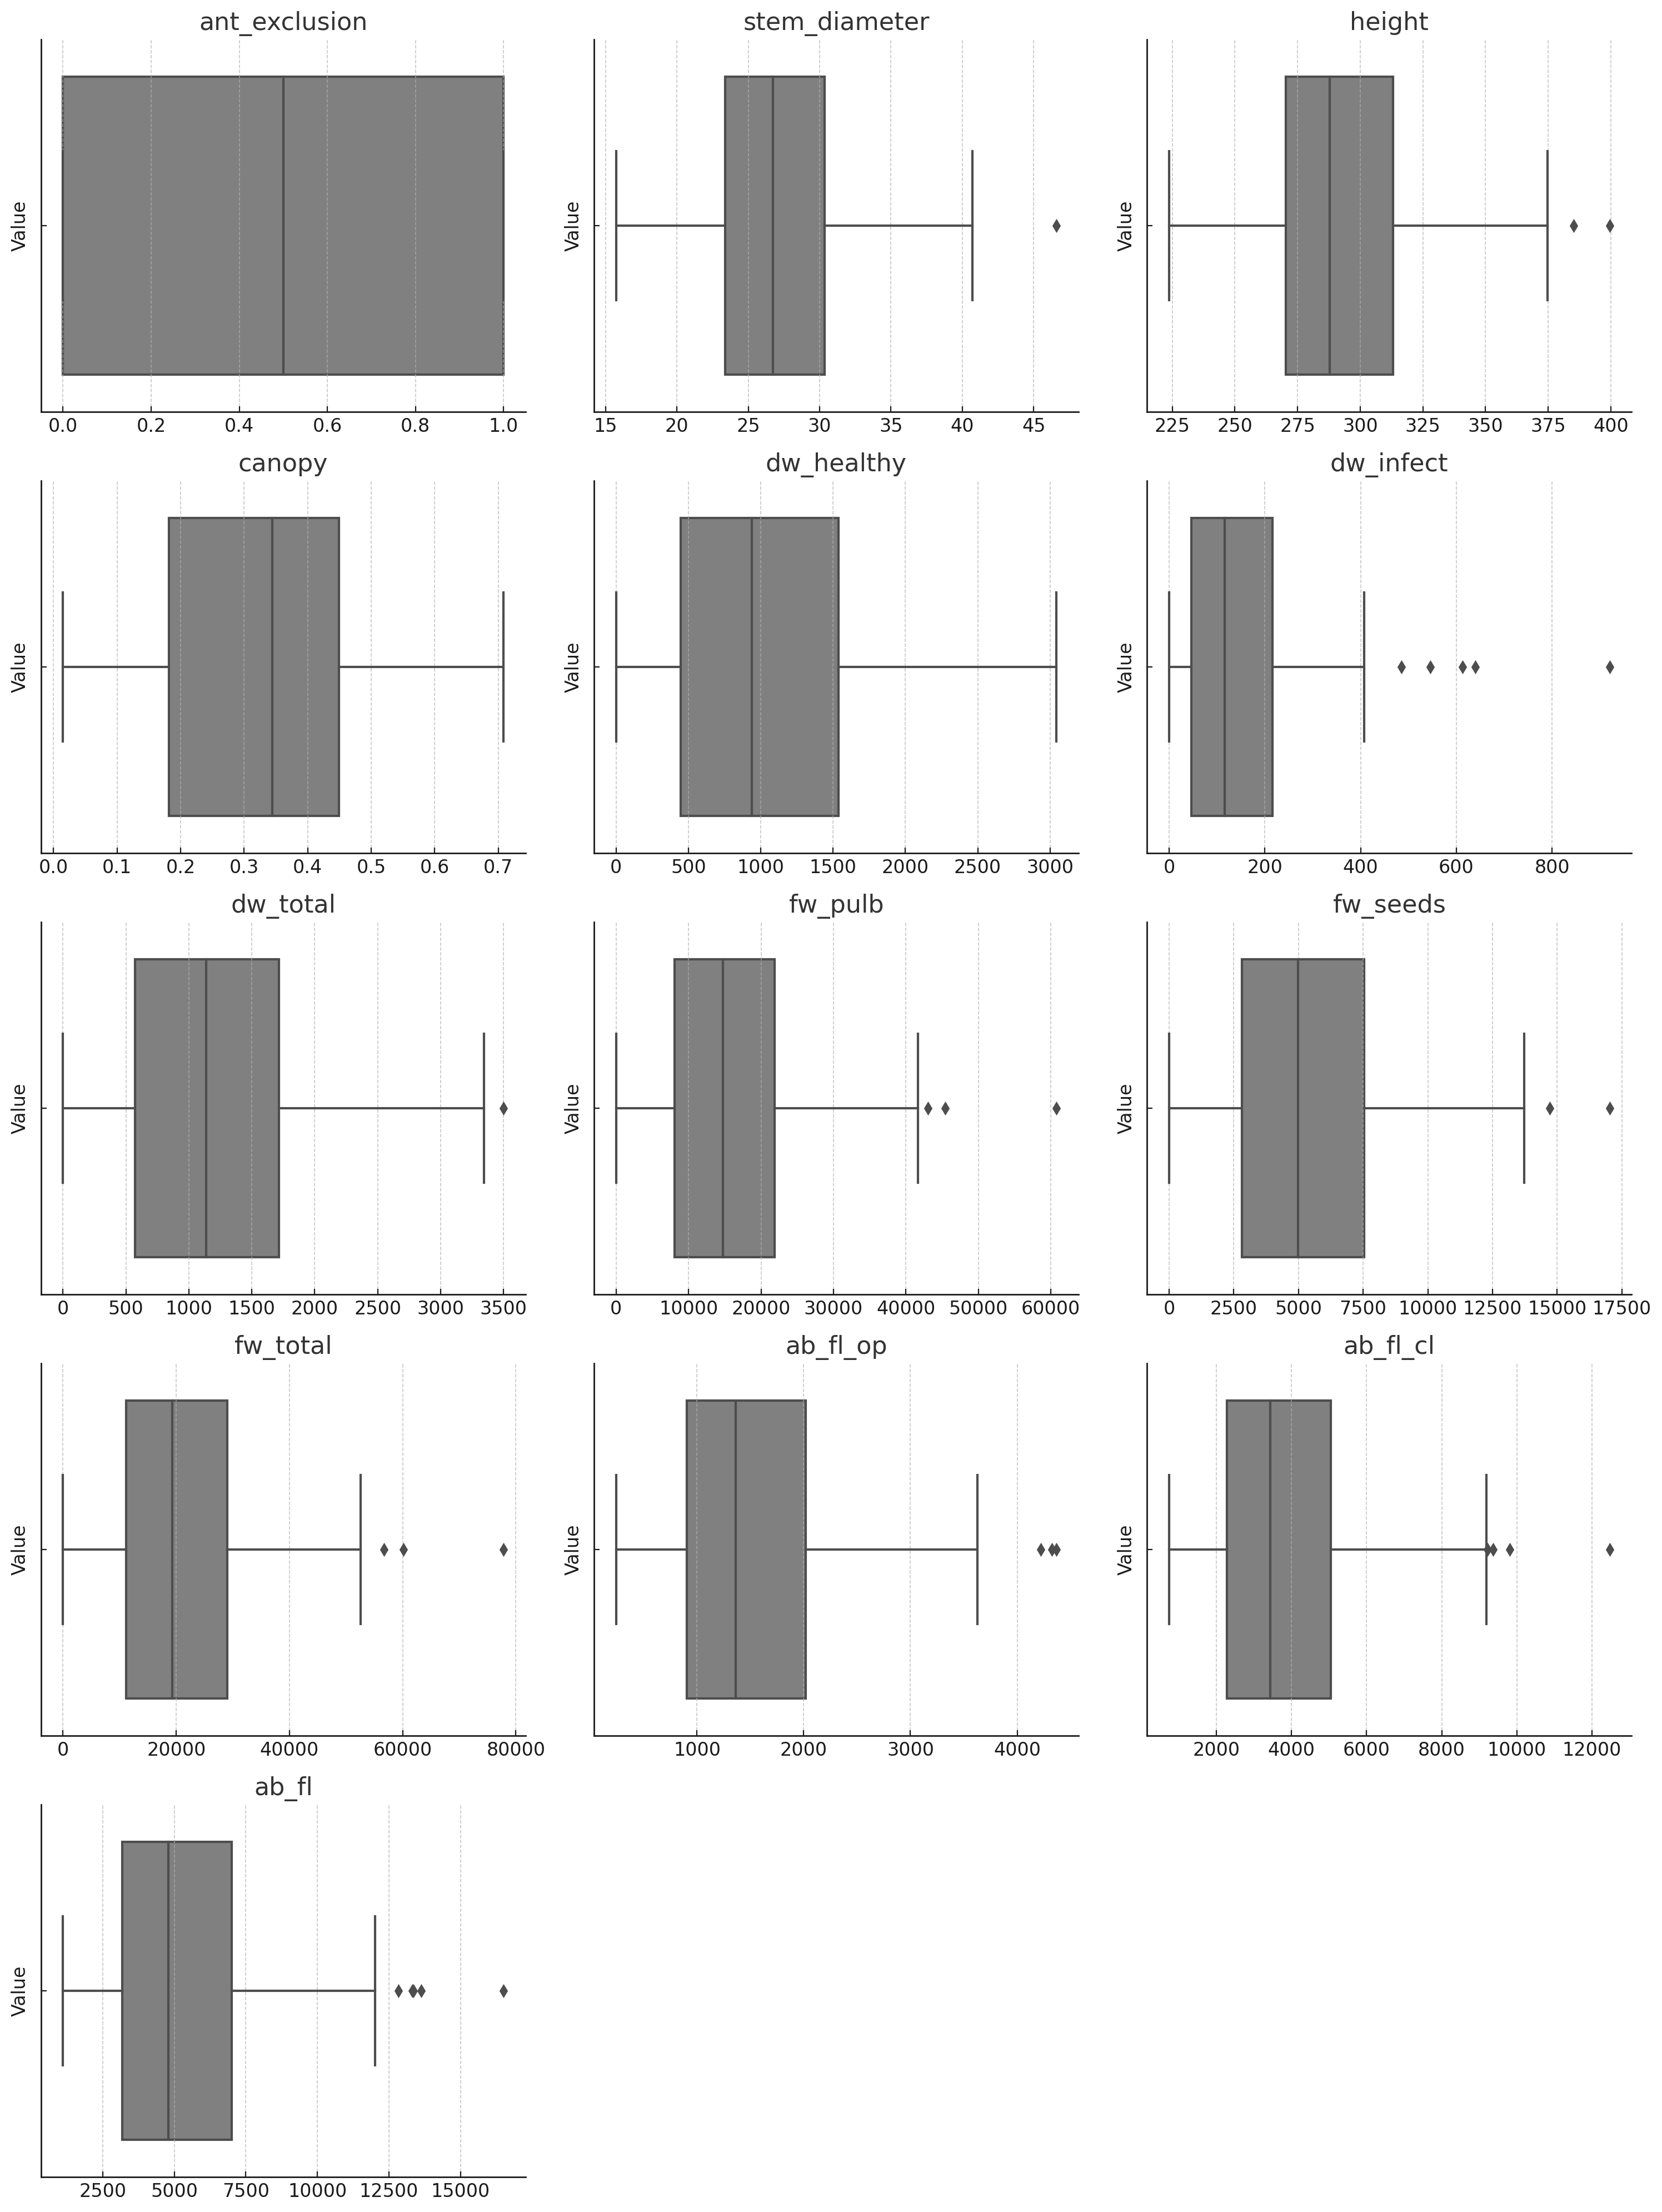 ant_exclusion
stem_diameter
height
Value
Value
Value
0.0 0.2 0.4 0.6 0.8 1.0
15 20 25 30 35 40 45
225 250 275 300 325 350 375 400
canopy
dw_healthy
dw_infect
Value
Value
Value
0.0 0.1 0.2 0.3 0.4 0.5 0.6 0.7
0 500 1000 1500 2000 2500 3000
0 200 400 600 800
dw_total
fw_pulb
fw_seeds
Value
Value
Value
0 500 1000 1500 2000 2500 3000 3500
0 10000 20000 30000 40000 50000 60000
0 2500 5000 7500 10000 12500 15000 17500
fw_total
ab_fl_op
ab_fl_cl
Value
Value
Value
0 20000 40000 60000 80000
1000 2000 3000 4000
2000 4000 6000 8000 10000 12000
ab_fl
Value
2500 5000 7500 10000 12500 15000